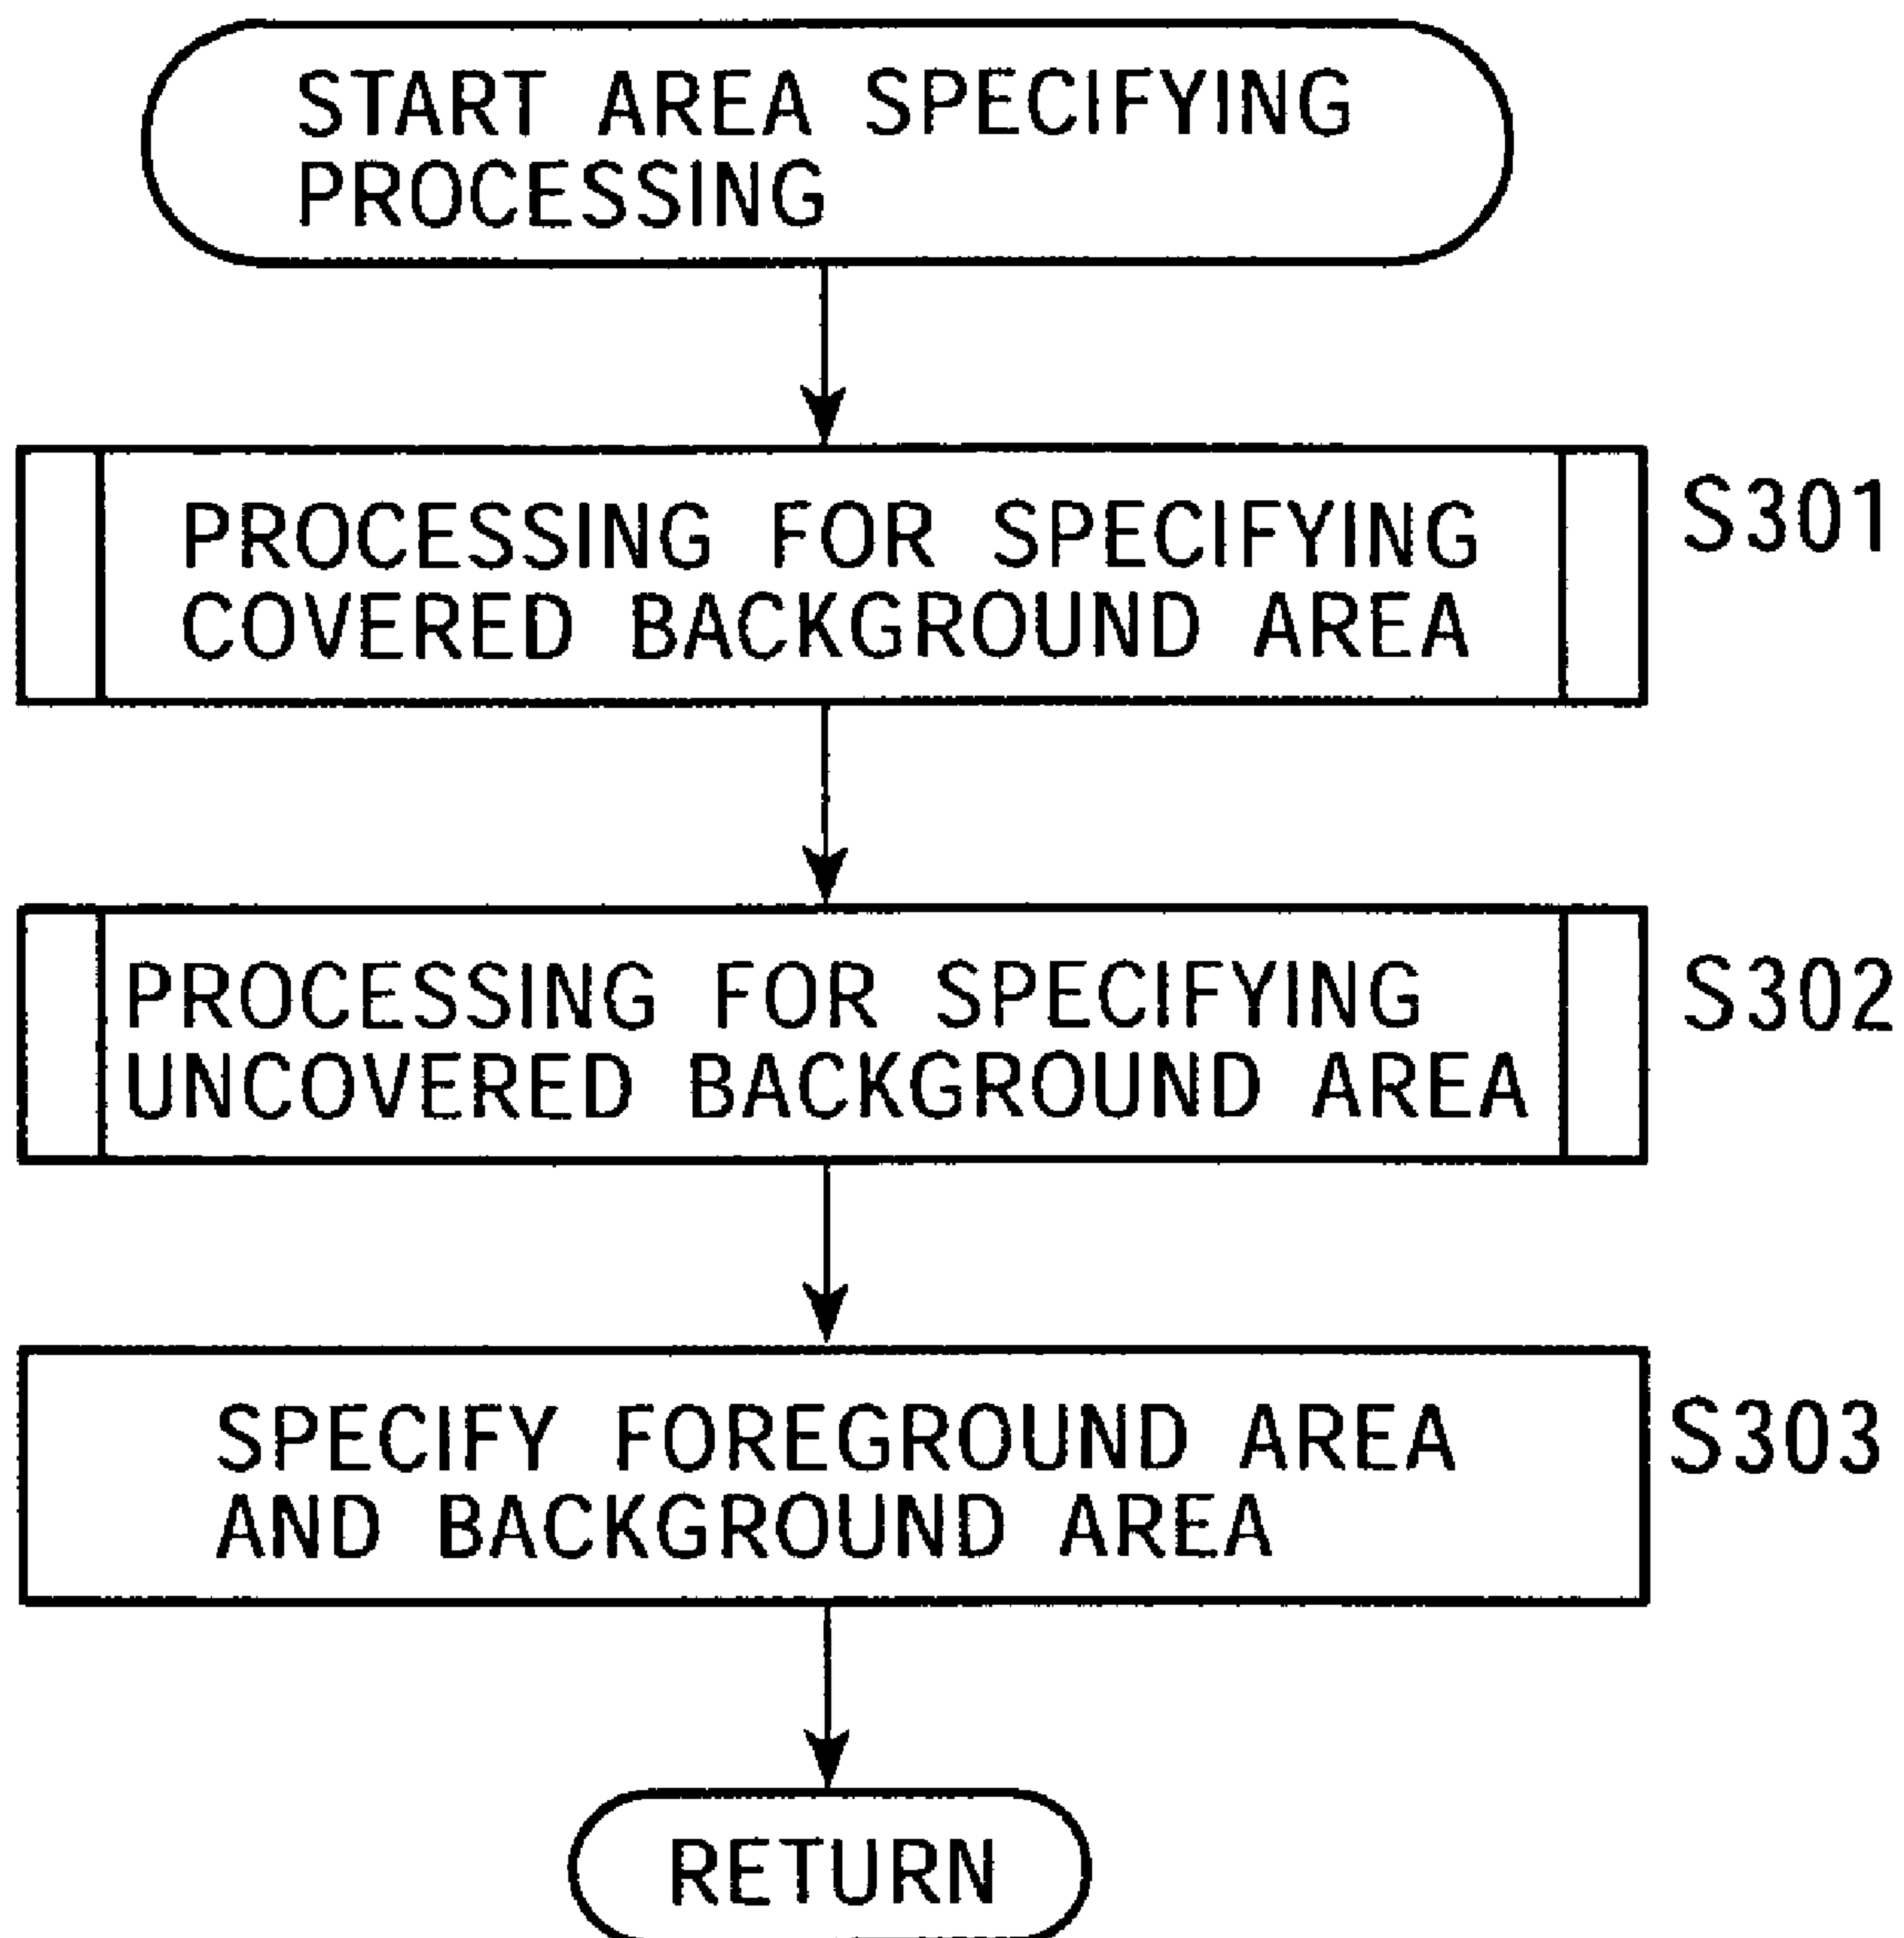 START AREA SPECIFYING
PROCESSING
PROCESSING FOR SPECIFYING
COVERED BACKGROUND AREA
S301
PROCESSING FOR SPECIFYING
UNCOVERED BACKGROUND AREA
S302
SPECIFY FOREGROUND AREA
AND BACKGROUND AREA
S303
RETURN